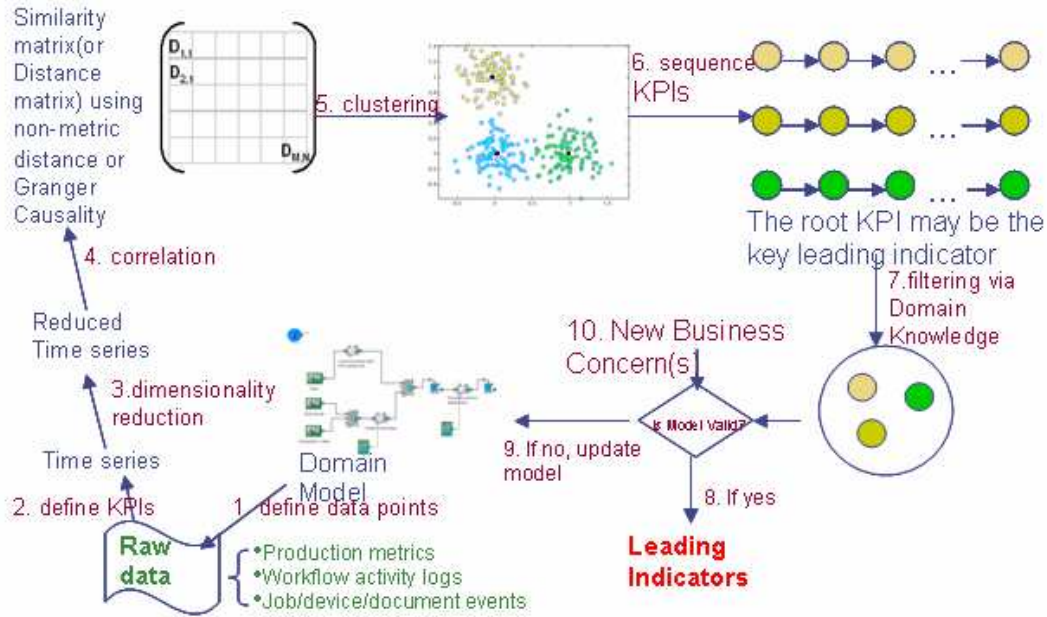 Similarity
matrix(or
Distance
matrix) using
non-metric
distance or
Granger
Causality
D1,1
D2,1
DM,N
5. clustering
6. sequence
KPIs
...
...
...
The root KPI may be the
key leading indicator
4. correlation
7.filtering via
Domain
Knowledge
Reduced
Time series
10. New Business
Concern(s)
3.dimensionality
reduction
Is Model Valid?
9. If no, update
model
Time series
Domain
Model
8. If yes
2. define KPIs
1. define data points
Raw
data
•Production metrics
•Workflow activity logs
•Job/device/document events
Leading
Indicators